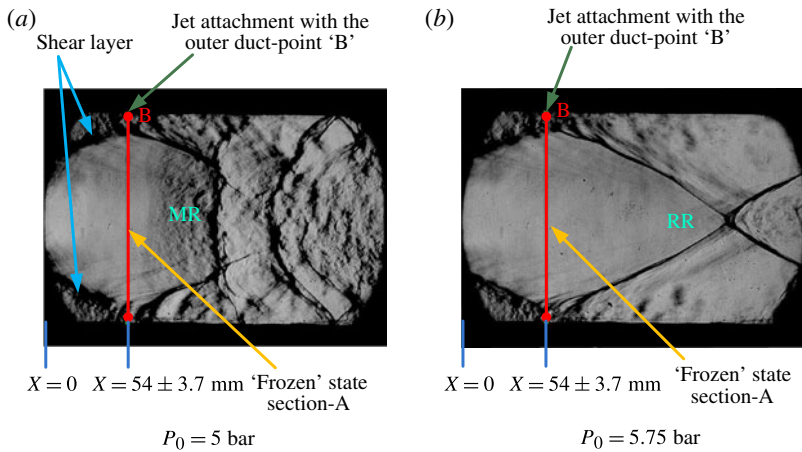 (a)
Jet attachment with the
outer duct-point ‘B’
Shear layer
B
MR
X = 0
X = 54 ± 3.7 mm
‘Frozen’ state
section-A
P0 = 5 bar
(b)
Jet attachment with the
outer duct-point ‘B’
B
RR
X = 0
X = 54 ± 3.7 mm
‘Frozen’ state
section-A
P0 = 5.75 bar